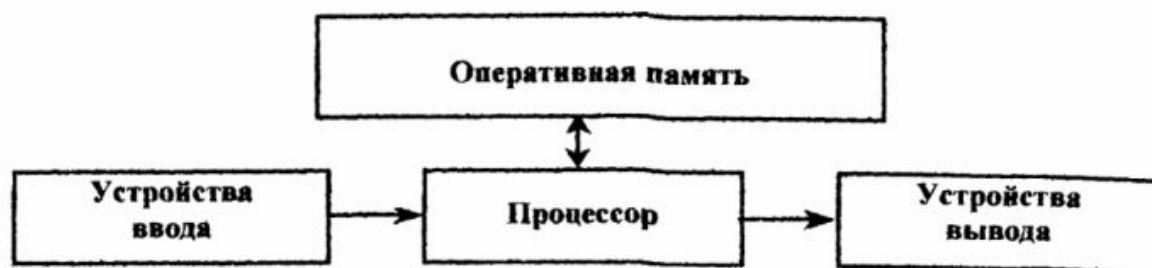 Оперативная память
Устройства
ввода
Процессор
Устройства
вывода